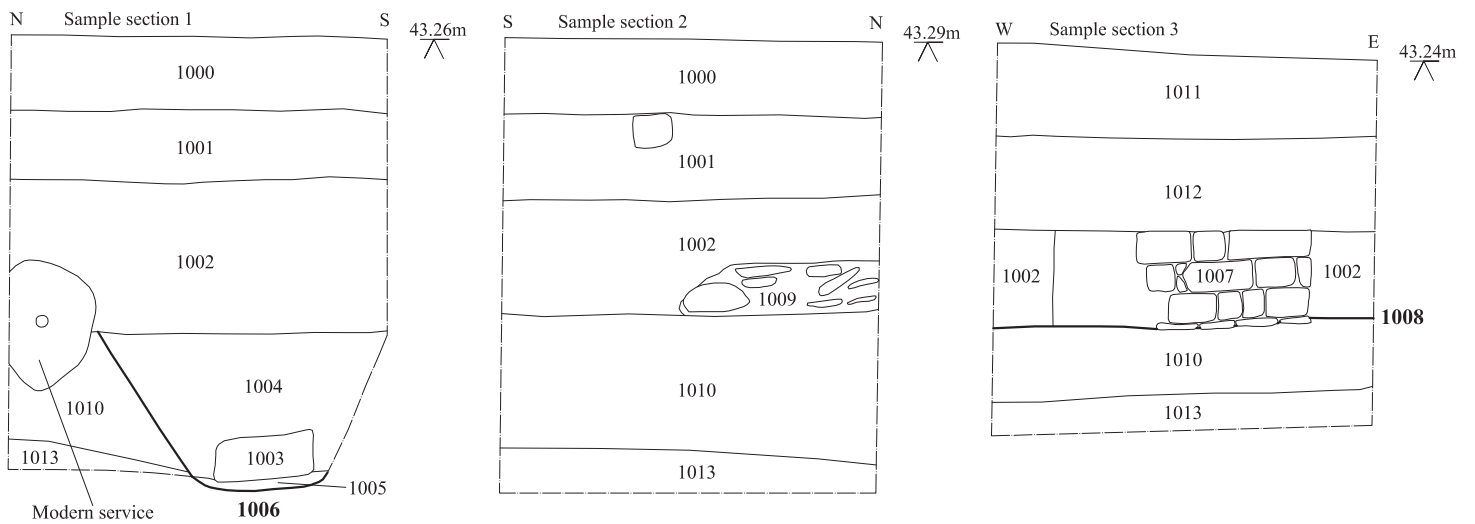 N Sample section 1 S
43.26m
1000
1001
1002
1004
1010
1003
1013
1005
Modern service
1006
S Sample section 2 N
43.29m
1000
1001
1002
1009
1010
1013
W Sample section 3 E
43.24m
1011
1012
1002 1007 1002
1008
1010
1013